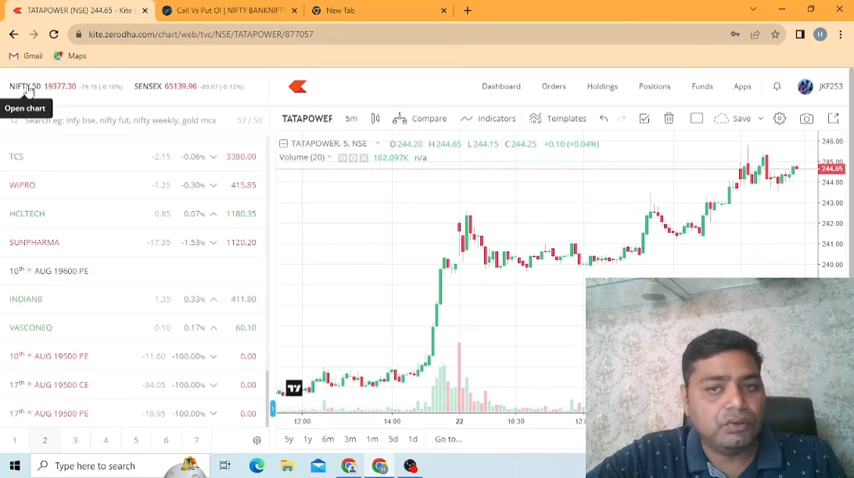 TATAPOWER (NSE) 244.65 - Kite
Call Vs Put OI | NIFTY BANKNIFT
New Tab
kite.zerodha.com/chart/web/tvc/NSE/TATAPOWER/877057
H
Gmail
Maps
NIFTY 50 19377.30 -19.15 (-0.10%) SENSEX 65139.96 -80.07 (-0.12%)
Dashboard Orders Holdings Positions Funds Apps JKF253
Open chart
Search eg: infy bse, nifty fut, nifty weekly, gold mcx 52 / 50
TATAPOWER 5m Compare Indicators Templates Save
TATAPOWER, 5, NSE O244.20 H244.65 L244.15 C244.25 +0.10 (+0.04%)
Volume (20) 162.097K n/a
TCS -2.15 -0.06% 3380.00
WIPRO -1.25 -0.30% 415.85
HCLTECH 0.85 0.07% 1180.35
SUNPHARMA -17.35 -1.53% 1120.20
10th AUG 19600 PE
INDIANB 1.35 0.33% 411.80
VASCONEQ 0.10 0.17% 60.10
10th AUG 19500 PE -11.60 -100.00% 0.00
17th AUG 19500 CE -34.05 -100.00% 0.00
17th AUG 19500 PE -19.95 -100.00% 0.00
246.00
245.00
244.65
244.00
243.00
242.00
241.00
240.00
12:00 14:00 22 10:30 12:
5y 1y 6m 3m 1m 5d 1d Go to...
1 2 3 4 5 6 7
Type here to search